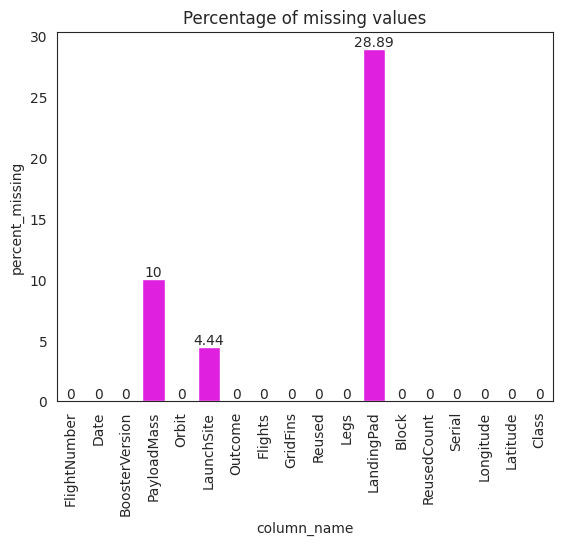 Percentage of missing values
percent_missing
30
25
20
15
10
5
0
0
0
0
10
0
4.44
0
0
0
0
0
28.89
0
0
0
0
0
0
FlightNumber
Date
BoosterVersion
PayloadMass
Orbit
LaunchSite
Outcome
Flights
GridFins
Reused
Legs
LandingPad
Block
ReusedCount
Serial
Longitude
Latitude
Class
column_name